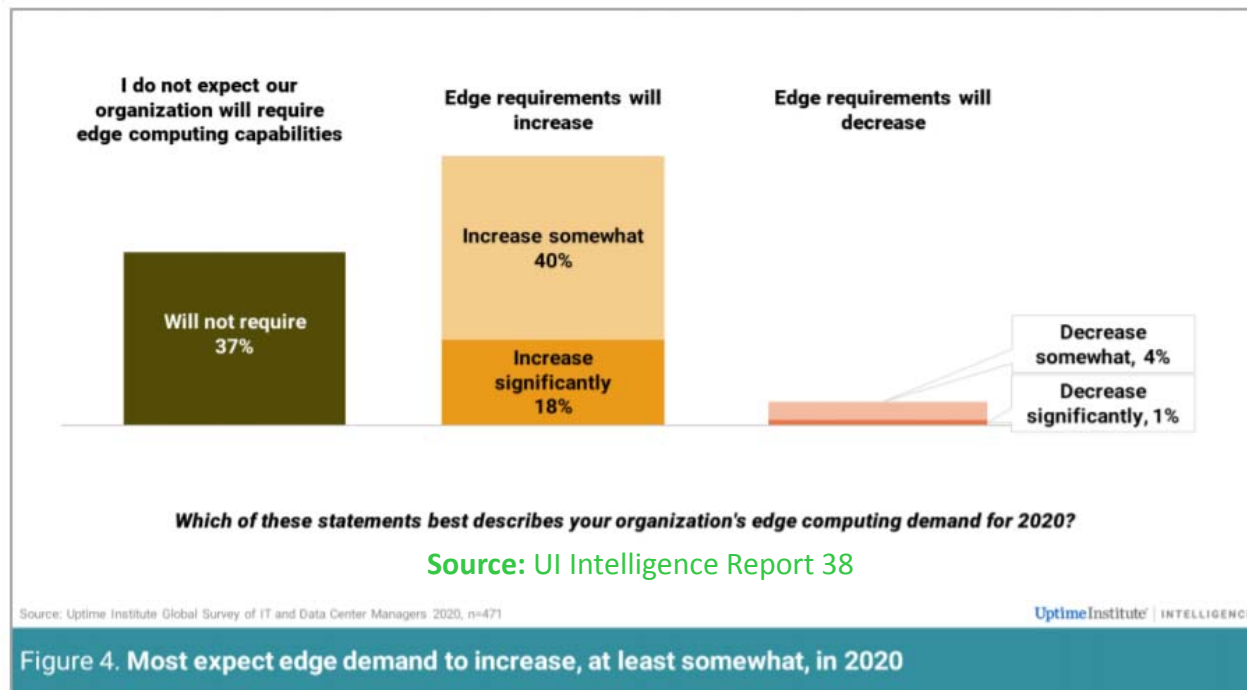 I do not expect our
organization will require
edge computing capabilities
Edge requirements will
increase
Edge requirements will
decrease
Increase somewhat
40%
Will not require
37%
Increase
significantly
18%
Decrease
somewhat, 4%
Decrease
significantly, 1%
Which of these statements best describes your organization's edge computing demand for 2020?
Source: UI Intelligence Report 38
Source: Uptime Institute Global Survey of IT and Data Center Managers 2020, n=471
UptimeInstitute® | INTELLIGENCE
Figure 4. Most expect edge demand to increase, at least somewhat, in 2020